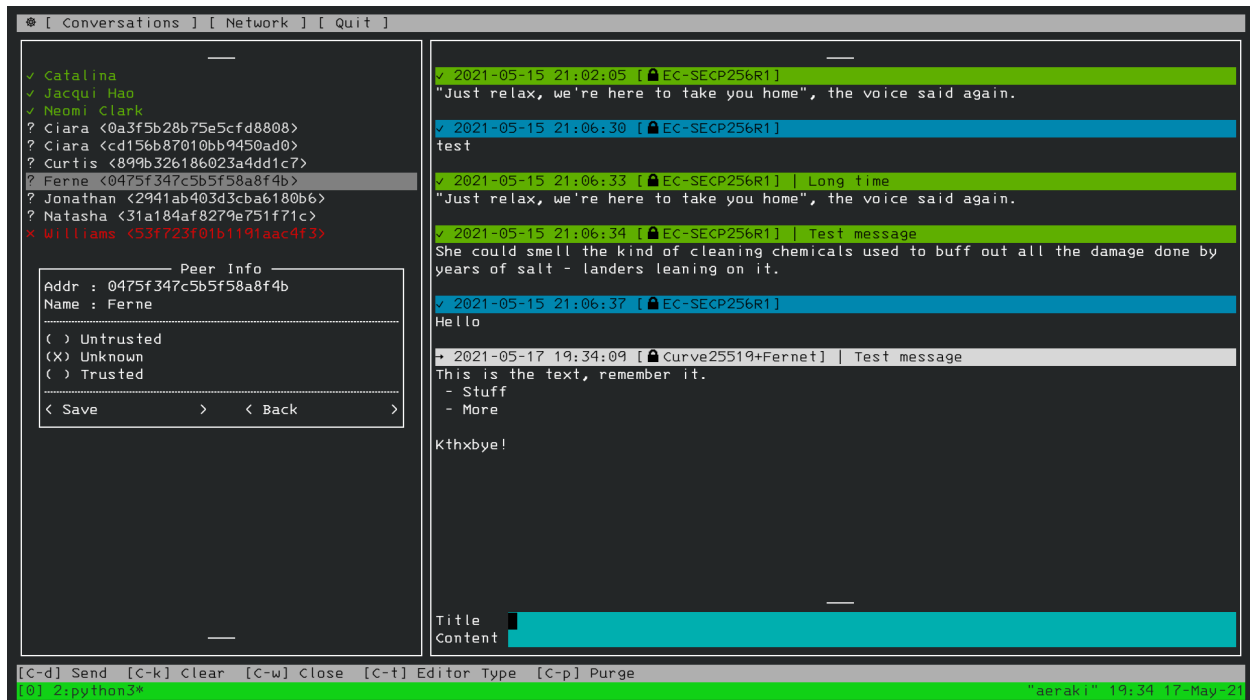 [ Conversations ] [ Network ] [ Quit ]
✓ Catalina
✓ Jacqui Hao
✓ Neomi Clark
? Ciara <0a3f5b28b75e5cfd8808>
? Ciara <cd156b87010bb9450ad0>
? Curtis <899b326186023a4dd1c7>
? Ferne <0475f347c5b5f58a8f4b>
? Jonathan <2941ab403d3cba6180b6>
? Natasha <31a184af8279e751f71c>
× Williams <53f723f01b1191aac4f3>
Peer Info
Addr : 0475f347c5b5f58a8f4b
Name : Ferne
( ) Untrusted
(X) Unknown
( ) Trusted
< Save > < Back >
✓ 2021-05-15 21:02:05 [🔒EC-SECP256R1]
"Just relax, we're here to take you home", the voice said again.
✓ 2021-05-15 21:06:30 [🔒EC-SECP256R1]
test
✓ 2021-05-15 21:06:33 [🔒EC-SECP256R1] | Long time
"Just relax, we're here to take you home", the voice said again.
✓ 2021-05-15 21:06:34 [🔒EC-SECP256R1] | Test message
She could smell the kind of cleaning chemicals used to buff out all the damage done by
years of salt - landers leaning on it.
✓ 2021-05-15 21:06:37 [🔒EC-SECP256R1]
Hello
→ 2021-05-17 19:34:09 [🔒Curve25519+Fernet] | Test message
This is the text, remember it.
- Stuff
- More
Kthxbye!
Title
Content
[C-d] Send [C-k] Clear [C-w] Close [C-t] Editor Type [C-p] Purge
[0] 2:python3* "aeraki" 19:34 17-May-21